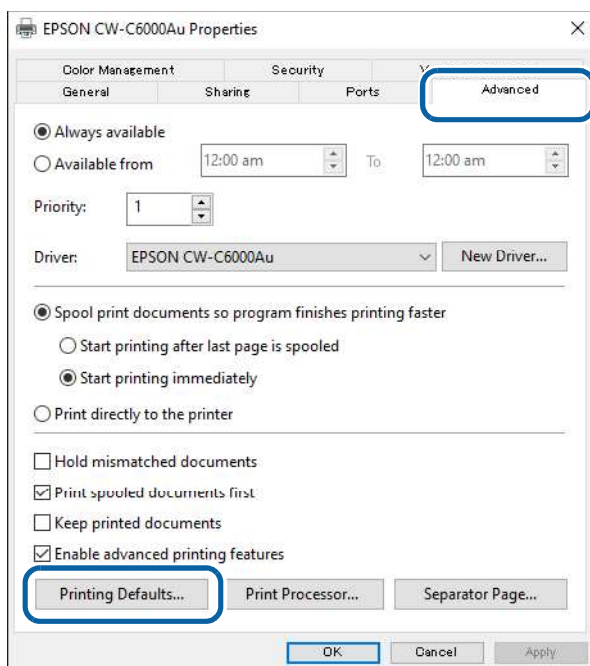 EPSON CW-C6000Au Properties
Color Management Security
General Sharing Ports Advanced
Always available
Available from 12:00 am To 12:00 am
Priority: 1
Driver: EPSON CW-C6000Au New Driver...
Spool print documents so program finishes printing faster
Start printing after last page is spooled
Start printing immediately
Print directly to the printer
Hold mismatched documents
Print spooled documents first
Keep printed documents
Enable advanced printing features
Printing Defaults... Print Processor... Separator Page...
OK Cancel Apply